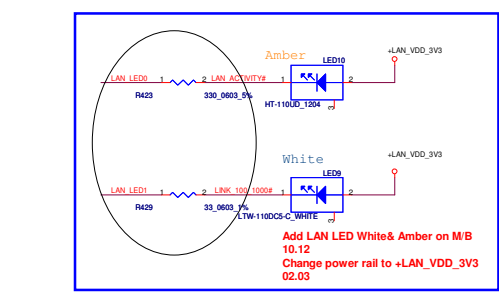 Amber
LED10
+LAN_VDD_3V3
LAN_LED0 1 2 LAN_ACTIVITY# 1 2
R423 330_0603_5% HT-110UD_1204
3
White
LED9
+LAN_VDD_3V3
LAN_LED1 1 2 LINK_100_1000# 1 2
R429 33_0603_1% LTW-110DC5-C_WHITE
3
Add LAN LED White& Amber on M/B
10.12
Change power rail to +LAN_VDD_3V3
02.03